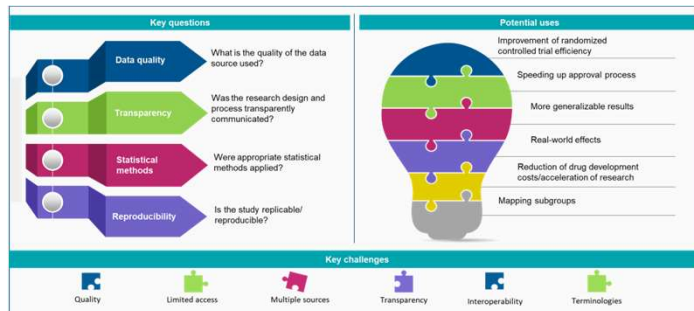 Key questions
Data quality
What is the quality of the data
source used?
Transparency
Was the research design and
process transparently
communicated?
Statistical
methods
Were appropriate statistical
methods applied?
Reproducibility
Is the study replicable/
reproducible?
Potential uses
Improvement of randomized
controlled trial efficiency
Speeding up approval process
More generalizable results
Real-world effects
Reduction of drug development
costs/acceleration of research
Mapping subgroups
Key challenges
Quality
Limited access
Multiple sources
Transparency
Interoperability
Terminologies